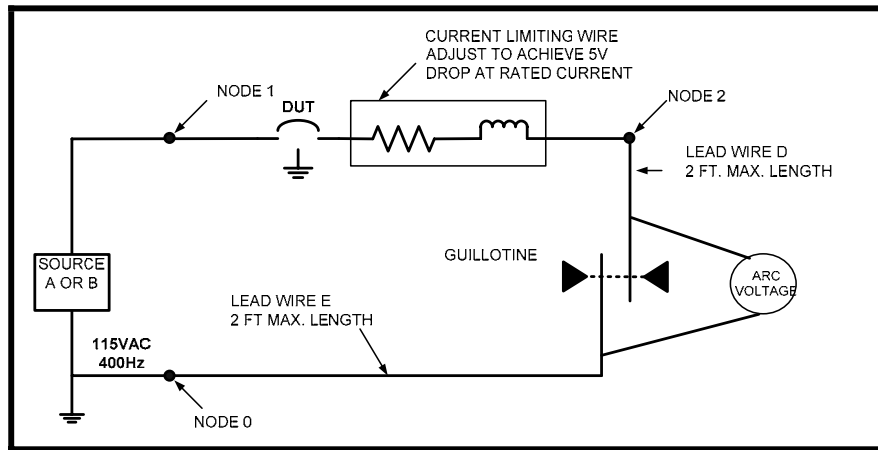 CURRENT LIMITING WIRE
ADJUST TO ACHIEVE 5V
DROP AT RATED CURRENT
NODE 1
DUT
NODE 2
LEAD WIRE D
2 FT. MAX. LENGTH
GUILLOTINE
SOURCE
A OR B
ARC
VOLTAGE
LEAD WIRE E
2 FT MAX. LENGTH
115VAC
400Hz
NODE 0